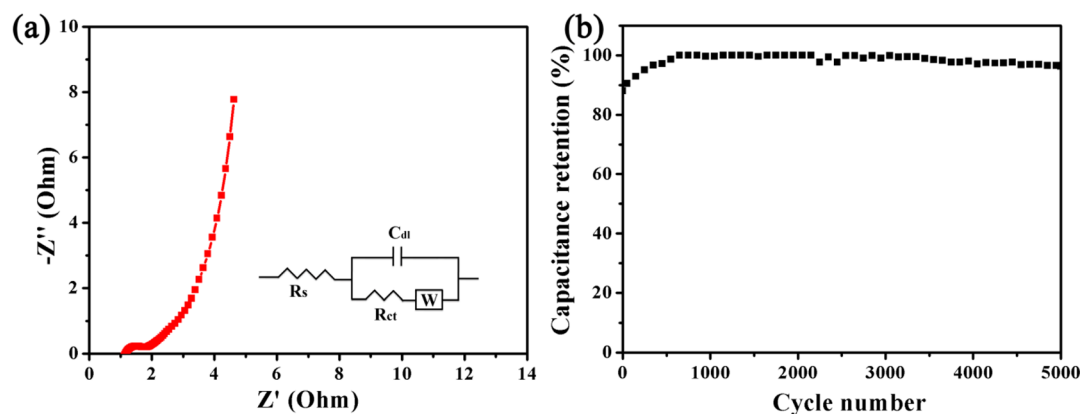 (a)
10
8
6
4
2
0
-Z'' (Ohm)
0 2 4 6 8 10 12 14
Z' (Ohm)
Cdl
Rs
Rct
W
(b)
100
80
60
40
20
0
Capacitance retention (%)
0 1000 2000 3000 4000 5000
Cycle number